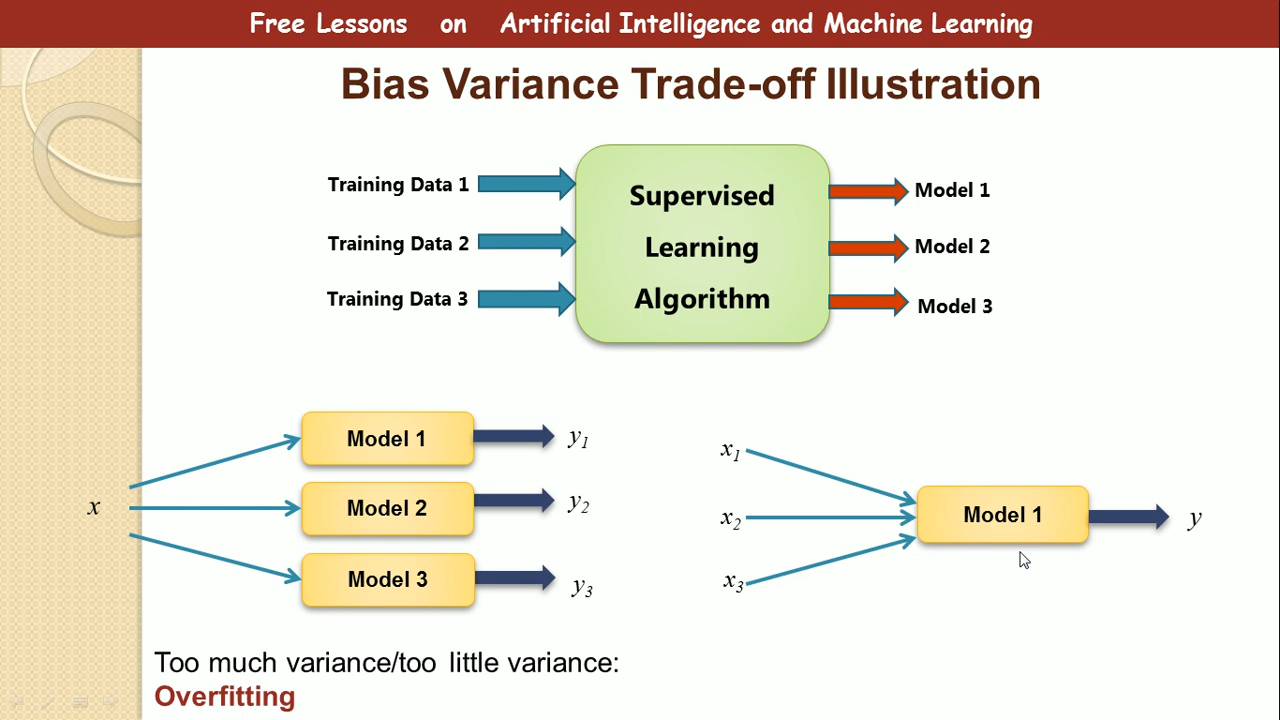 Free Lessons on Artificial Intelligence and Machine Learning
Bias Variance Trade-off Illustration
Training Data 1
Training Data 2
Training Data 3
Supervised
Learning
Algorithm
Model 1
Model 2
Model 3
x
Model 1
Model 2
Model 3
y1
y2
y3
x1
x2
x3
Model 1
y
Too much variance/too little variance:
Overfitting